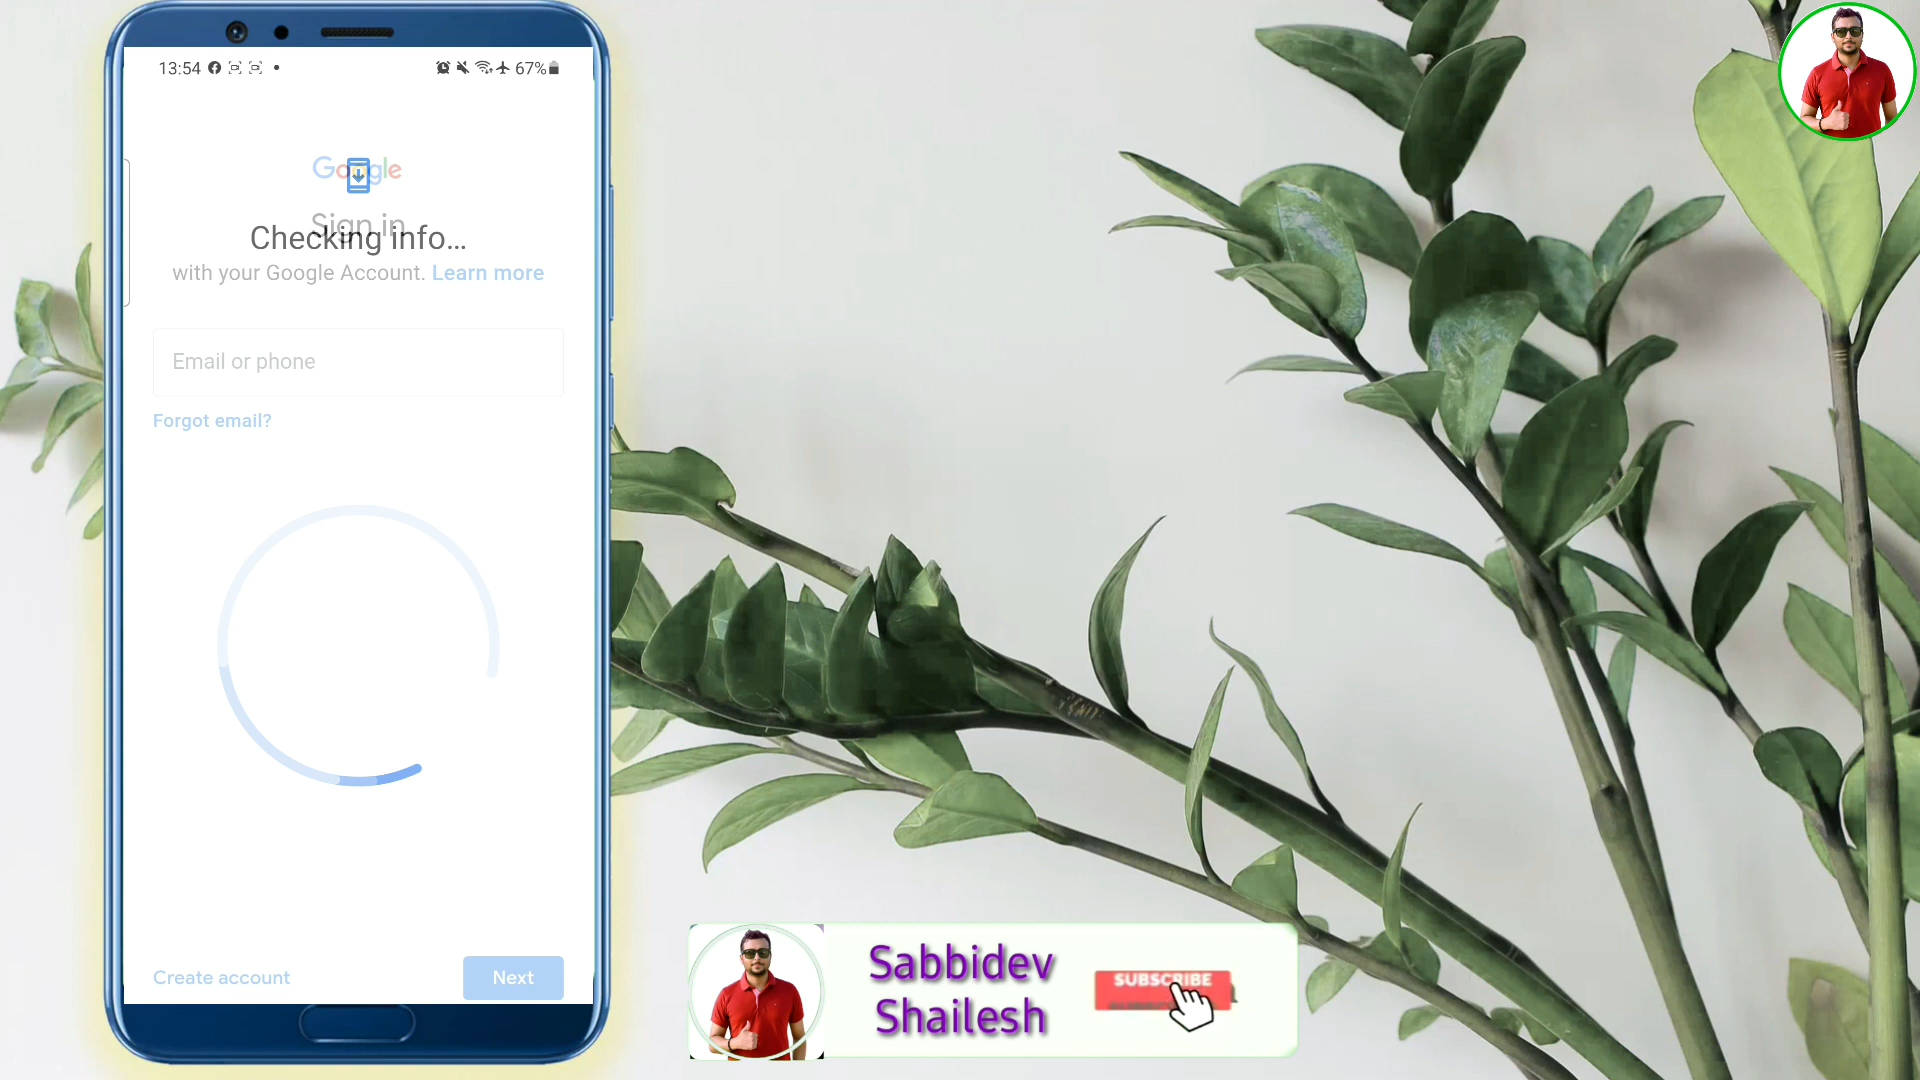 13:54
67%
Google
Sign in
Checking info...
with your Google Account. Learn more
Email or phone
Forgot email?
Create account
Next
Sabbidev
Shailesh
SUBSCRIBE